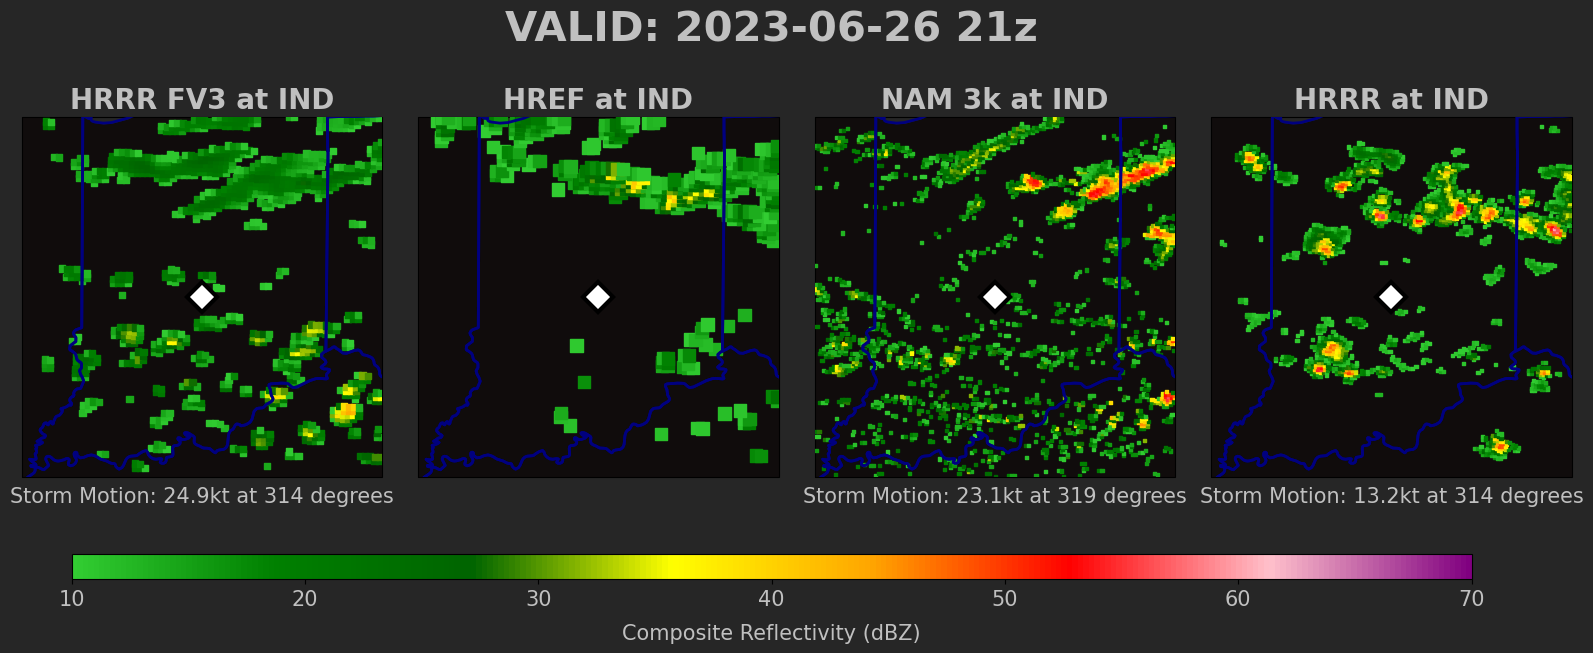 VALID: 2023-06-26 21z
HRRR FV3 at IND
HREF at IND
NAM 3k at IND
HRRR at IND
Storm Motion: 24.9kt at 314 degrees
Storm Motion: 23.1kt at 319 degrees
Storm Motion: 13.2kt at 314 degrees
10 20 30 40 50 60 70
Composite Reflectivity (dBZ)